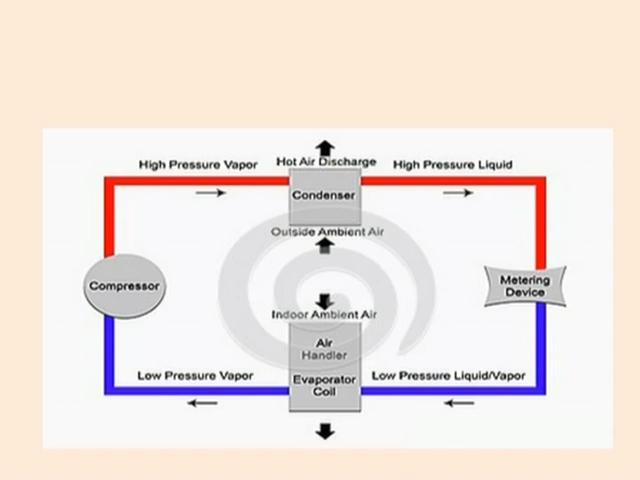 High Pressure Vapor
Hot Air Discharge
High Pressure Liquid
Condenser
Outside Ambient Air
Compressor
Metering
Device
Indoor Ambient Air
Air
Handler
Evaporator
Coil
Low Pressure Vapor
Low Pressure Liquid/Vapor